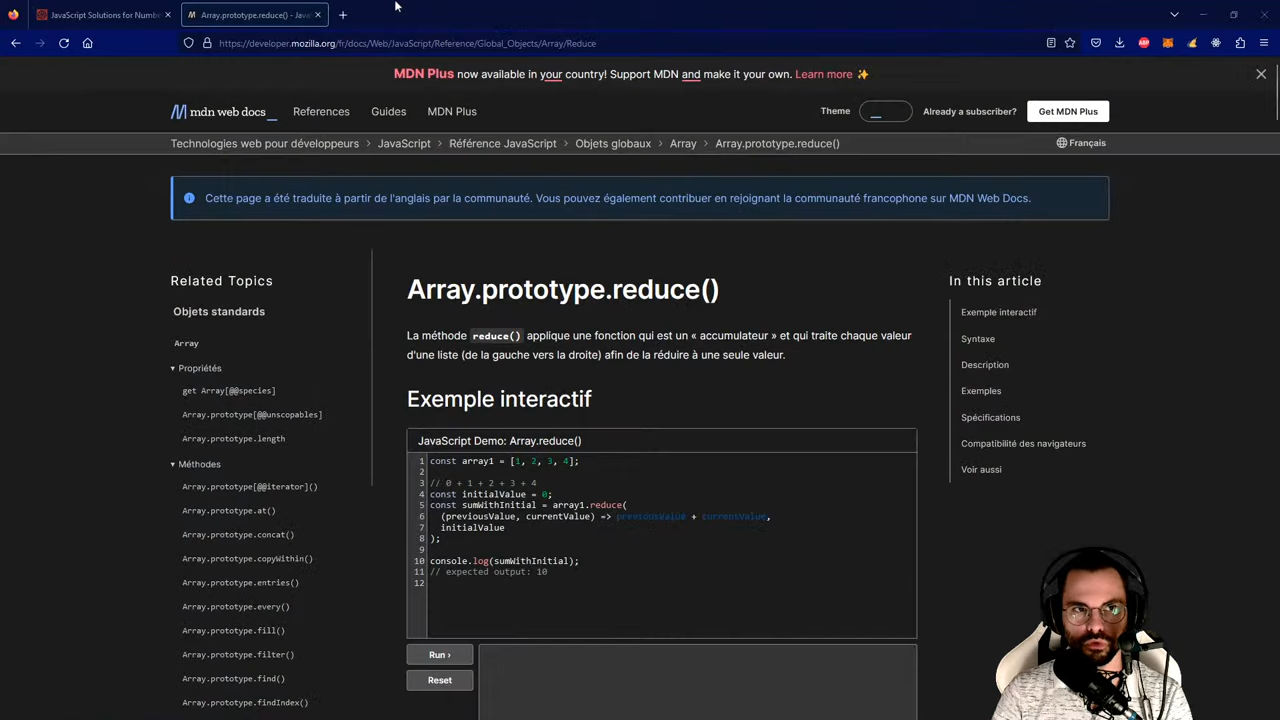 JavaScript Solutions for Numbe
Array.prototype.reduce() - Java
https://developer.mozilla.org/fr/docs/Web/JavaScript/Reference/Global_Objects/Array/Reduce
MDN Plus now available in your country! Support MDN and make it your own. Learn more ✨
mdn web docs_
References
Guides
MDN Plus
Theme
Already a subscriber?
Get MDN Plus
Technologies web pour développeurs > JavaScript > Référence JavaScript > Objets globaux > Array > Array.prototype.reduce()
Français
Cette page a été traduite à partir de l'anglais par la communauté. Vous pouvez également contribuer en rejoignant la communauté francophone sur MDN Web Docs.
Related Topics
Objets standards
Array
▾ Propriétés
get Array[@@species]
Array.prototype[@@unscopables]
Array.prototype.length
▾ Méthodes
Array.prototype[@@iterator]()
Array.prototype.at()
Array.prototype.concat()
Array.prototype.copyWithin()
Array.prototype.entries()
Array.prototype.every()
Array.prototype.fill()
Array.prototype.filter()
Array.prototype.find()
Array.prototype.findIndex()
Array.prototype.reduce()
La méthode reduce() applique une fonction qui est un « accumulateur » et qui traite chaque valeur
d'une liste (de la gauche vers la droite) afin de la réduire à une seule valeur.
Exemple interactif
JavaScript Demo: Array.reduce()
1 const array1 = [1, 2, 3, 4];
2
3 // 0 + 1 + 2 + 3 + 4
4 const initialValue = 0;
5 const sumWithInitial = array1.reduce(
6 (previousValue, currentValue) => previousValue + currentValue,
7 initialValue
8 );
9
10 console.log(sumWithInitial);
11 // expected output: 10
12
Run ›
Reset
In this article
Exemple interactif
Syntaxe
Description
Exemples
Spécifications
Compatibilité des navigateurs
Voir aussi